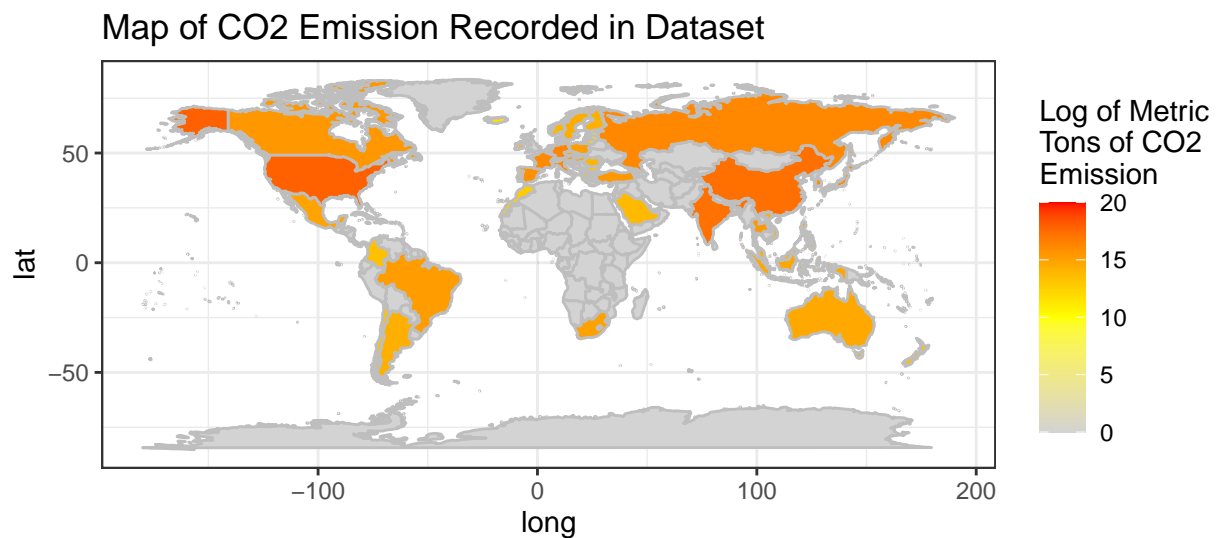 Map of CO2 Emission Recorded in Dataset
lat
50
0
−50
−100
0
100
200
long
Log of Metric
Tons of CO2
Emission
20
15
10
5
0